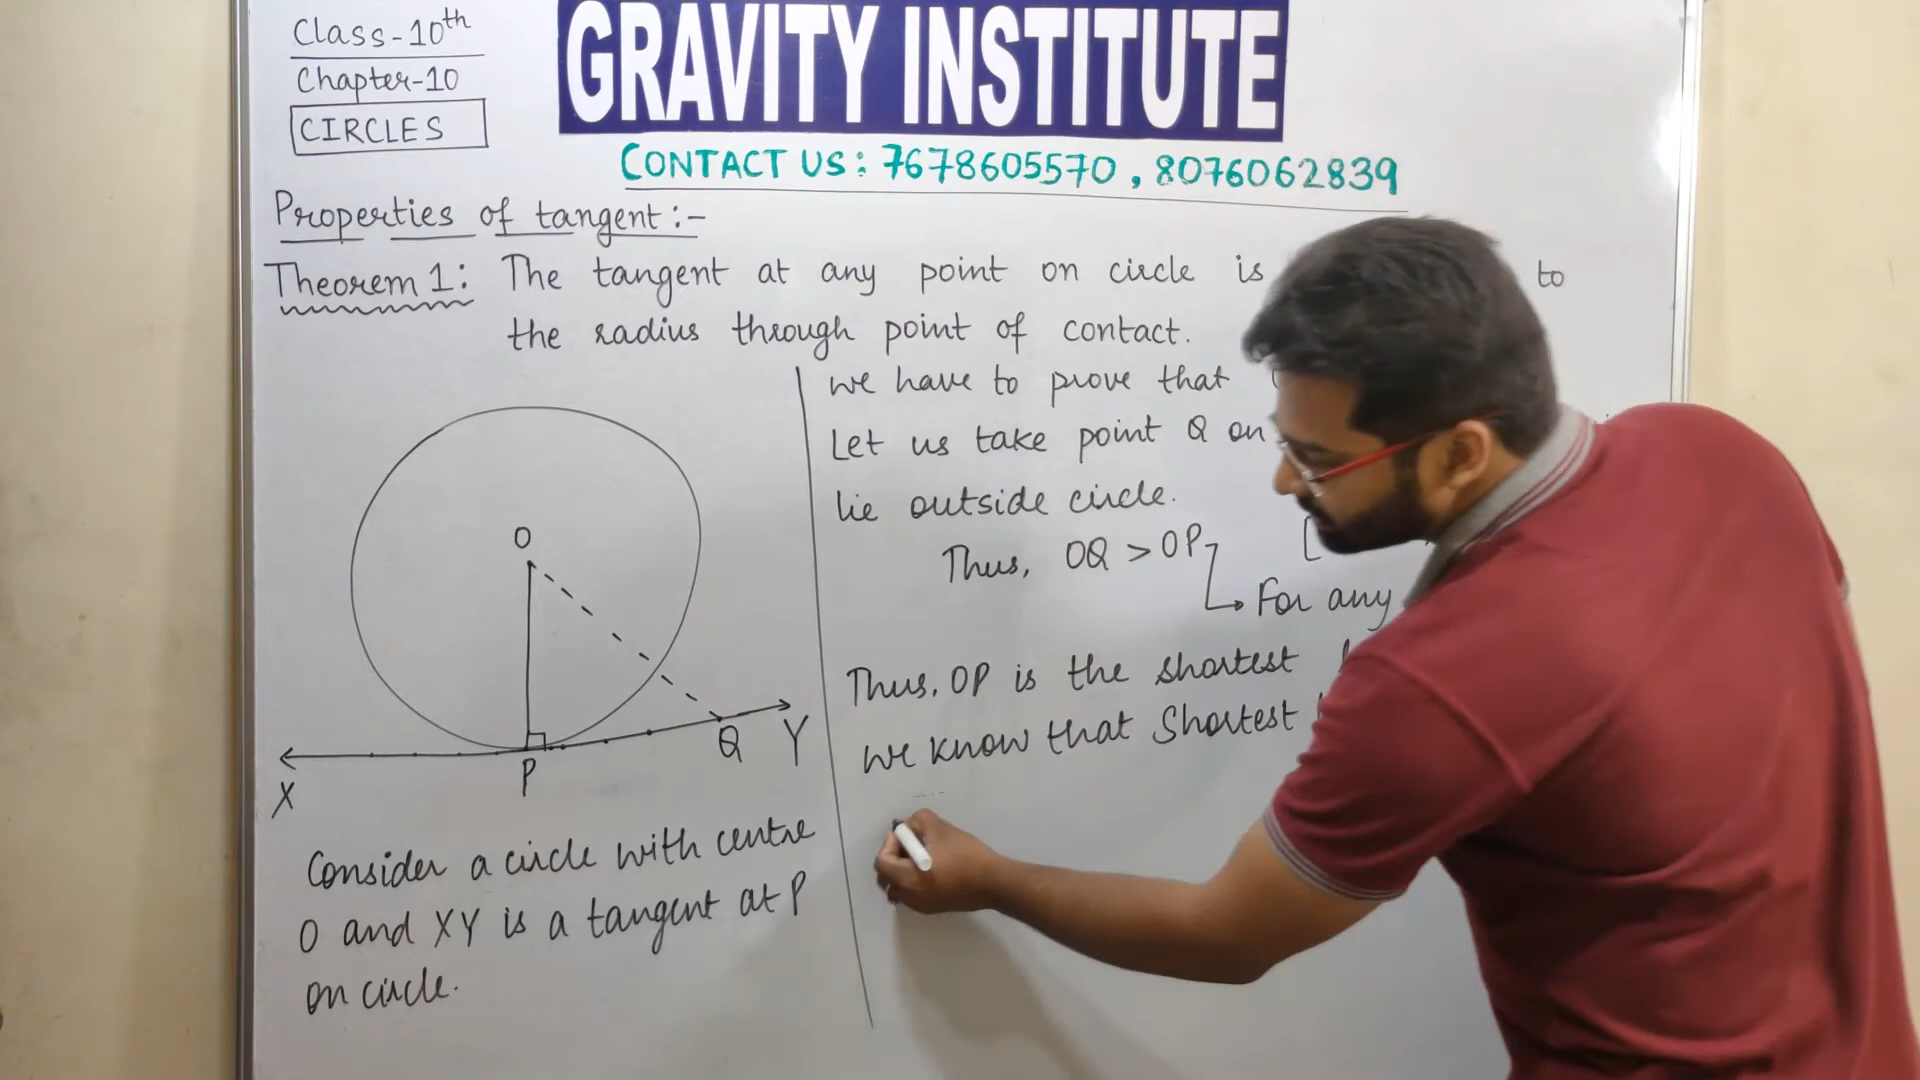 Class-10th
Chapter-10
CIRCLES
GRAVITY INSTITUTE
CONTACT US: 7678605570, 8076062839
Properties of tangent:-
Theorem 1: The tangent at any point on circle is to
the radius through point of contact.
O
P
Q
X
Y
Consider a circle with centre
O and XY is a tangent at P
on circle.
we have to prove that
Let us take point Q on
lie outside circle.
Thus, OQ > OP [
For any
Thus, OP is the shortest
we know that Shortest